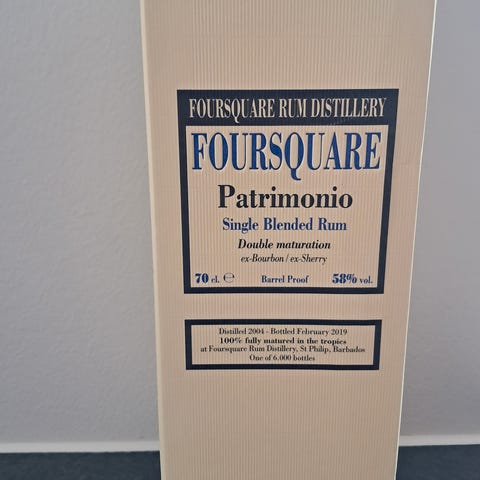 FOURSQUARE RUM DISTILLERY
FOURSQUARE
Patrimonio
Single Blended Rum
Double maturation
ex-Bourbon / ex-Sherry
70 cl. ℮ Barrel Proof 58% vol.
Distilled 2004 - Bottled February 2019
100% fully matured in the tropics
at Foursquare Rum Distillery, St Philip, Barbados
One of 6.000 bottles